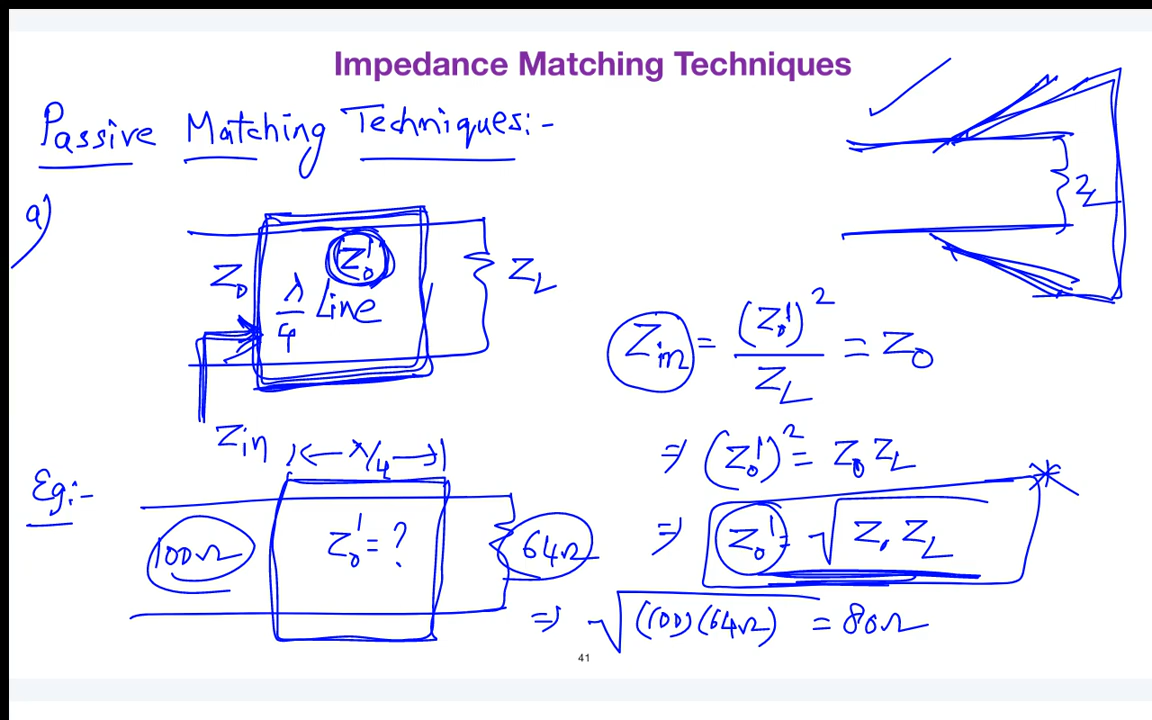 Impedance Matching Techniques
Passive Matching Techniques:-
a)
Z0 λ/4 Line Z0' ZL
Zin
ZL
Zin = (Z0')² / ZL = Z0
⇒ (Z0')² = Z0 ZL
⇒ Z0' = √Z0 ZL *
Eg:-
|← λ/4 →|
100Ω Z0' = ? 64Ω
⇒ √(100)(64Ω) = 80Ω
41